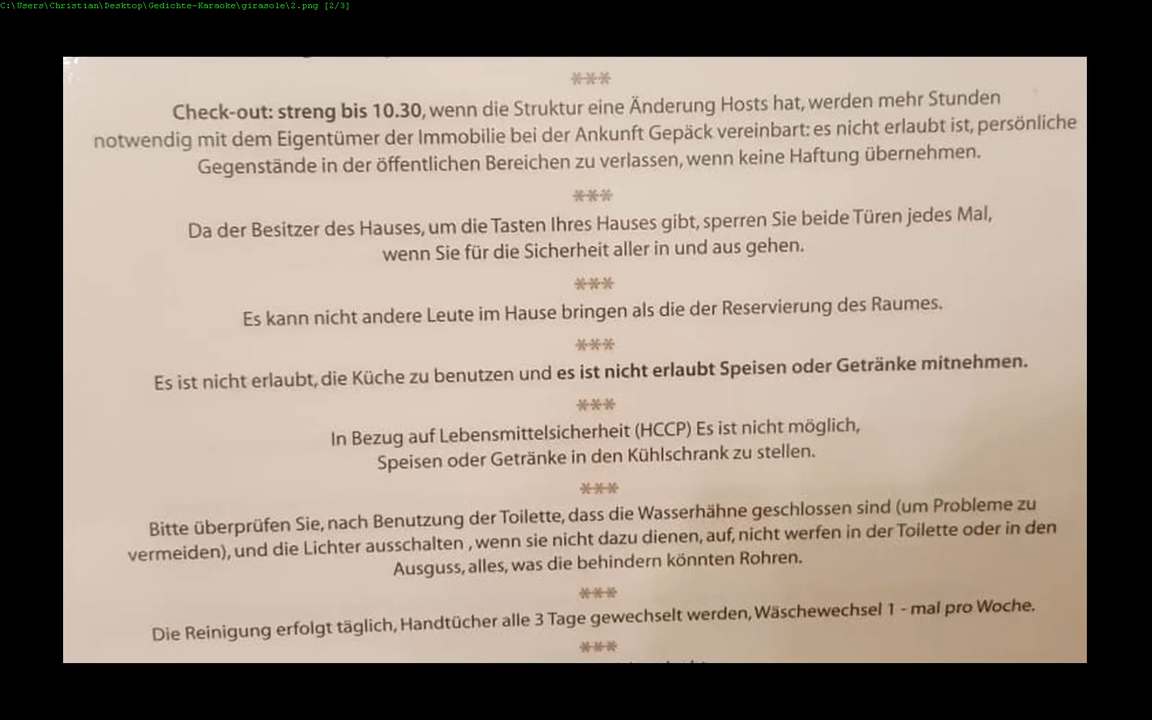 C:\Users\Christian\Desktop\Gedichte-Karaoke\girasole\2.png [2/3]
***
Check-out: streng bis 10.30, wenn die Struktur eine Änderung Hosts hat, werden mehr Stunden
notwendig mit dem Eigentümer der Immobilie bei der Ankunft Gepäck vereinbart: es nicht erlaubt ist, persönliche
Gegenstände in der öffentlichen Bereichen zu verlassen, wenn keine Haftung übernehmen.
***
Da der Besitzer des Hauses, um die Tasten Ihres Hauses gibt, sperren Sie beide Türen jedes Mal,
wenn Sie für die Sicherheit aller in und aus gehen.
***
Es kann nicht andere Leute im Hause bringen als die der Reservierung des Raumes.
***
Es ist nicht erlaubt, die Küche zu benutzen und es ist nicht erlaubt Speisen oder Getränke mitnehmen.
***
In Bezug auf Lebensmittelsicherheit (HCCP) Es ist nicht möglich,
Speisen oder Getränke in den Kühlschrank zu stellen.
***
Bitte überprüfen Sie, nach Benutzung der Toilette, dass die Wasserhähne geschlossen sind (um Probleme zu
vermeiden), und die Lichter ausschalten , wenn sie nicht dazu dienen, auf, nicht werfen in der Toilette oder in den
Ausguss, alles, was die behindern könnten Rohren.
***
Die Reinigung erfolgt täglich, Handtücher alle 3 Tage gewechselt werden, Wäschewechsel 1 - mal pro Woche.
***